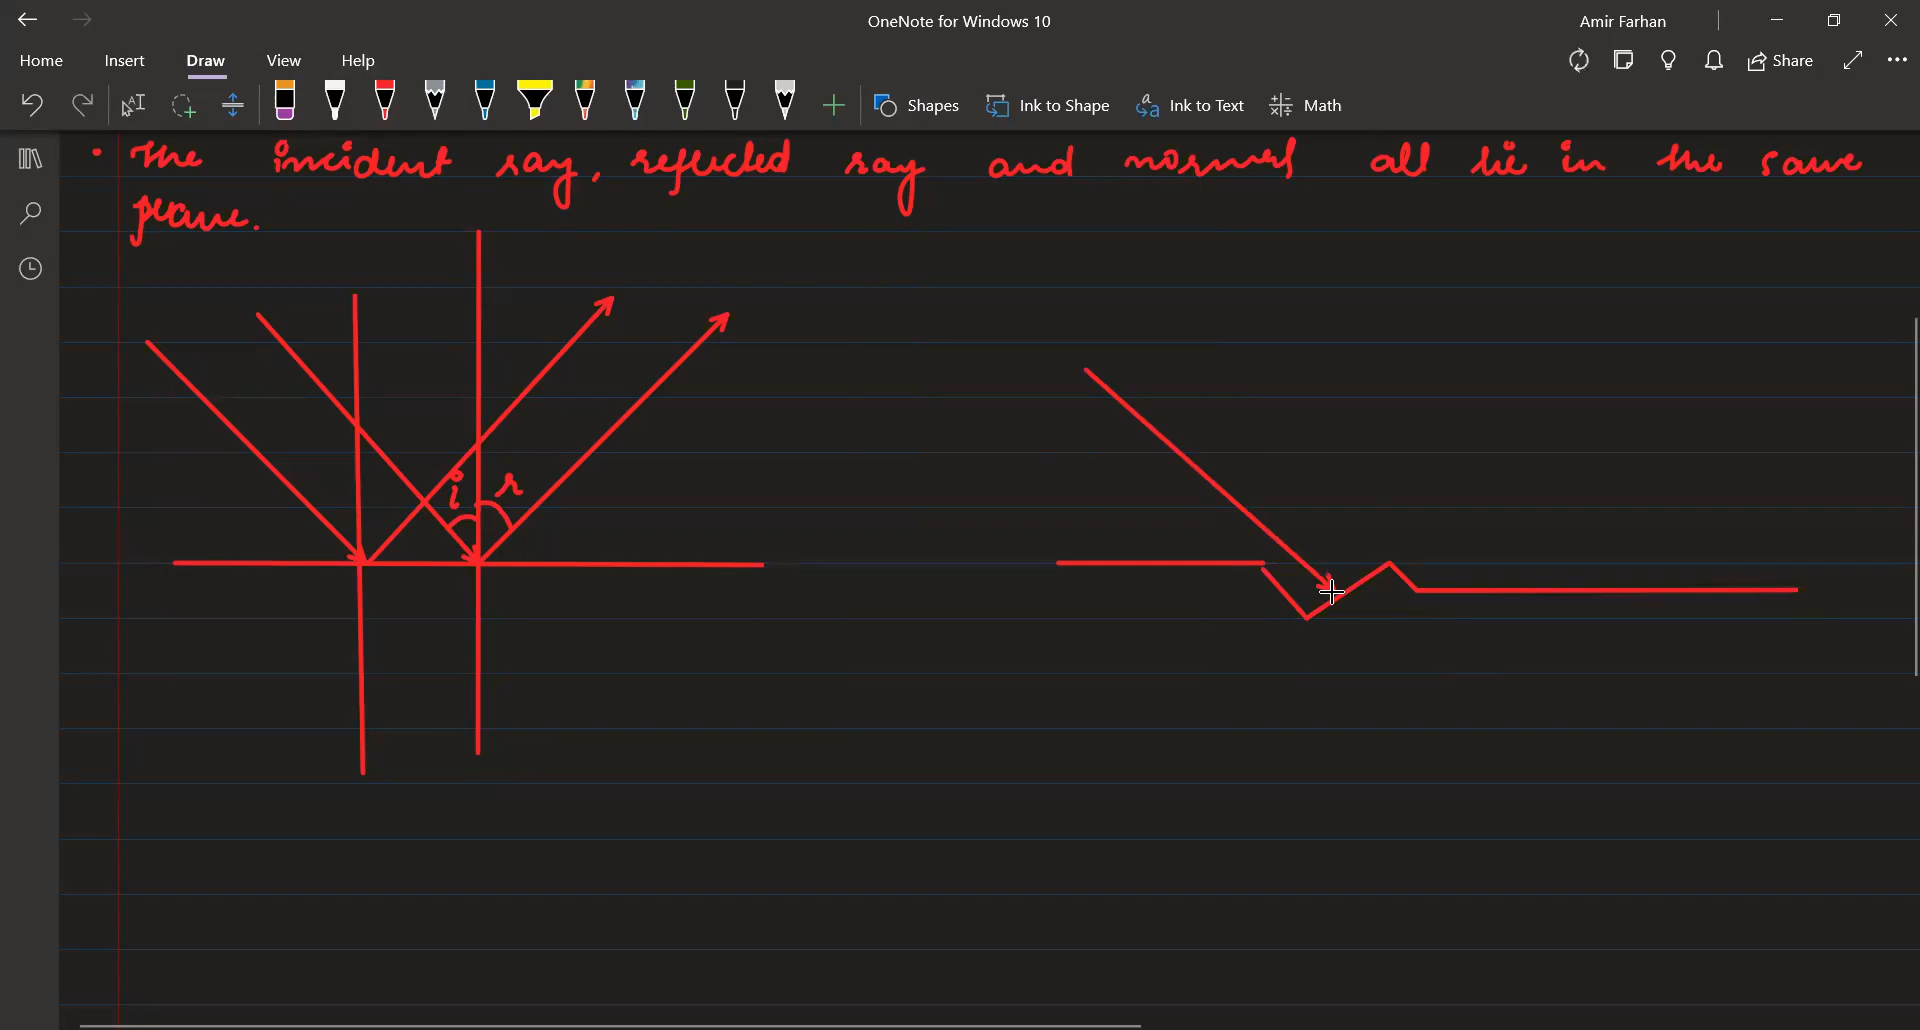 OneNote for Windows 10
Amir Farhan
Home Insert Draw View Help
Share
Shapes Ink to Shape Ink to Text Math
• The incident ray, reflected ray and normal all lie in the same
plane.
i r